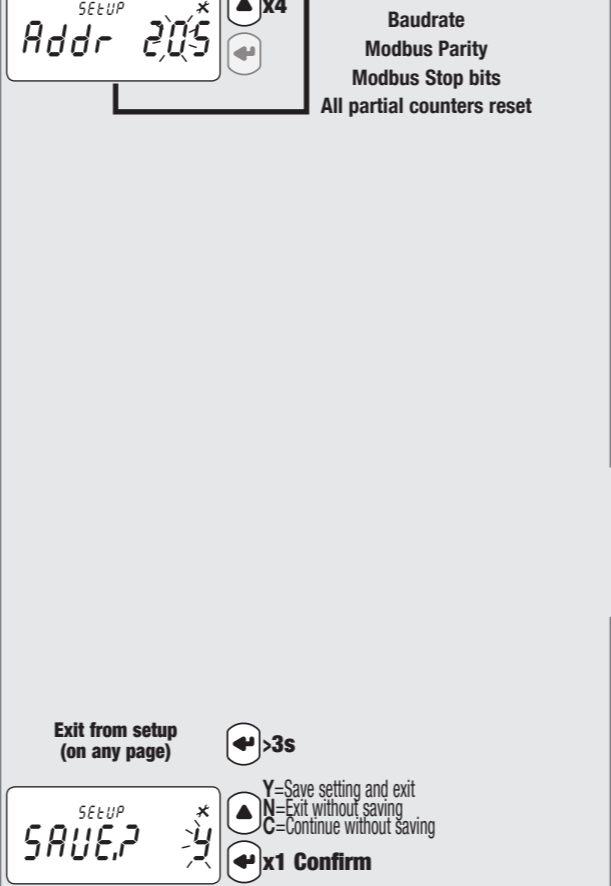 SEtUP
x4
Addr 205
Baudrate
Modbus Parity
Modbus Stop bits
All partial counters reset
Exit from setup
(on any page)
>3s
Y=Save setting and exit
N=Exit without saving
C=Continue without saving
SEtUP
SAVE? Y
x1 Confirm